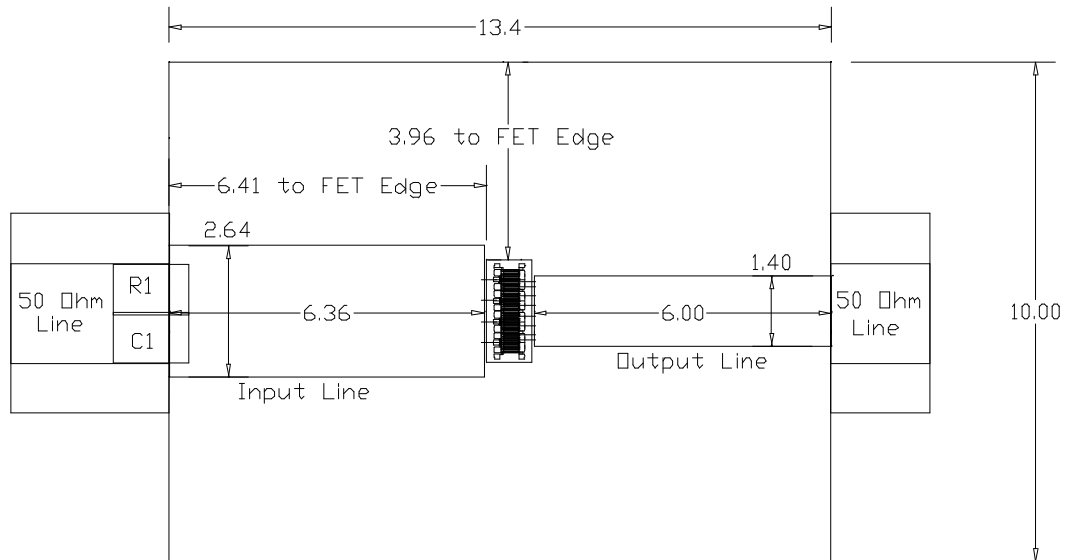 13.4
3.96 to FET Edge
6.41 to FET Edge
2.64
1.40
R1
50 Ohm
Line
C1
6.36
6.00
50 Ohm
Line
10.00
Input Line
Output Line